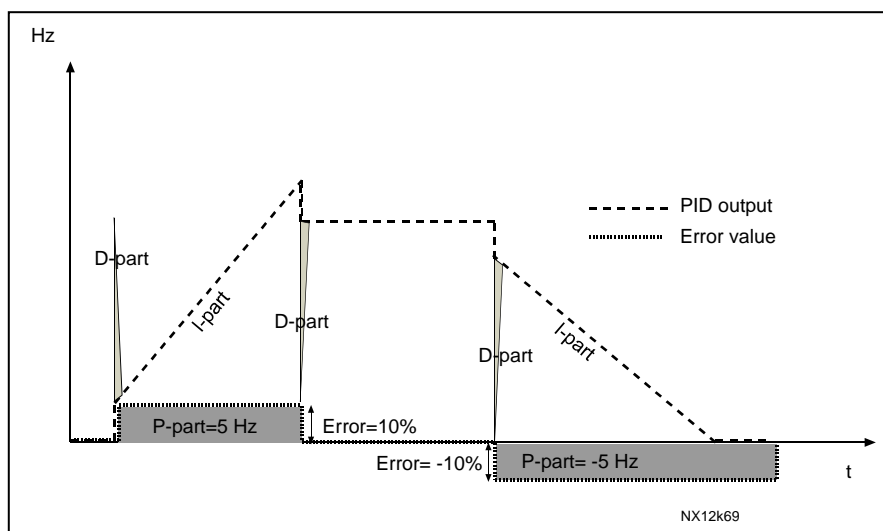 Hz
PID output
Error value
D-part
I-part
D-part
D-part
I-part
P-part=5 Hz
Error=10%
Error= -10%
P-part= -5 Hz
t
NX12k69